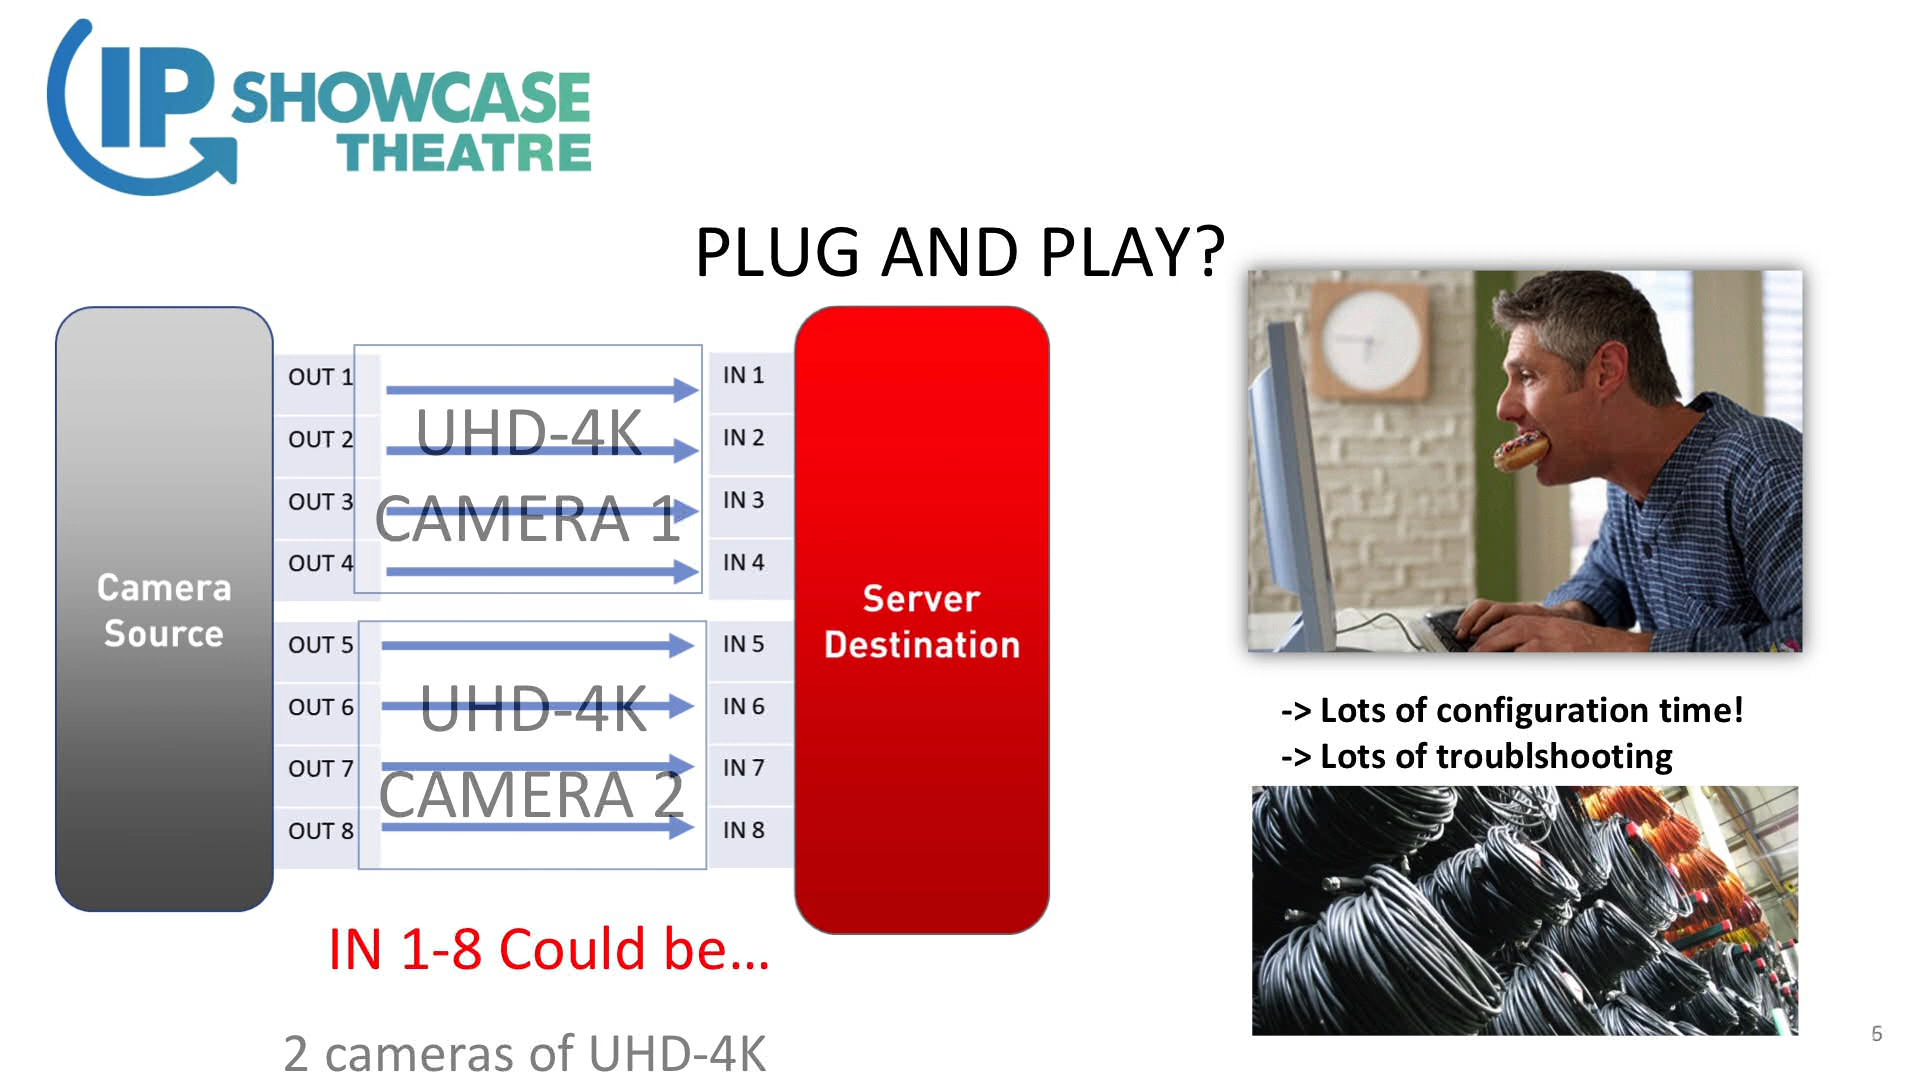 IP SHOWCASE
THEATRE
PLUG AND PLAY?
Camera
Source
OUT 1
OUT 2
OUT 3
OUT 4
OUT 5
OUT 6
OUT 7
OUT 8
UHD-4K
CAMERA 1
UHD-4K
CAMERA 2
IN 1
IN 2
IN 3
IN 4
IN 5
IN 6
IN 7
IN 8
Server
Destination
-> Lots of configuration time!
-> Lots of troublshooting
IN 1-8 Could be...
2 cameras of UHD-4K